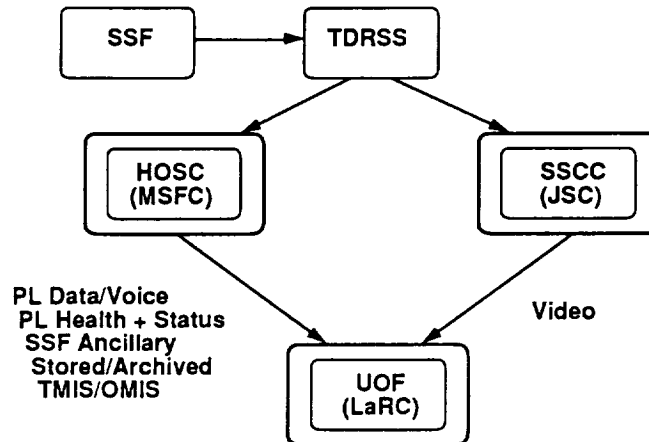 SSF
TDRSS
HOSC
(MSFC)
SSCC
(JSC)
PL Data/Voice
PL Health + Status
SSF Ancillary
Stored/Archived
TMIS/OMIS
Video
UOF
(LaRC)